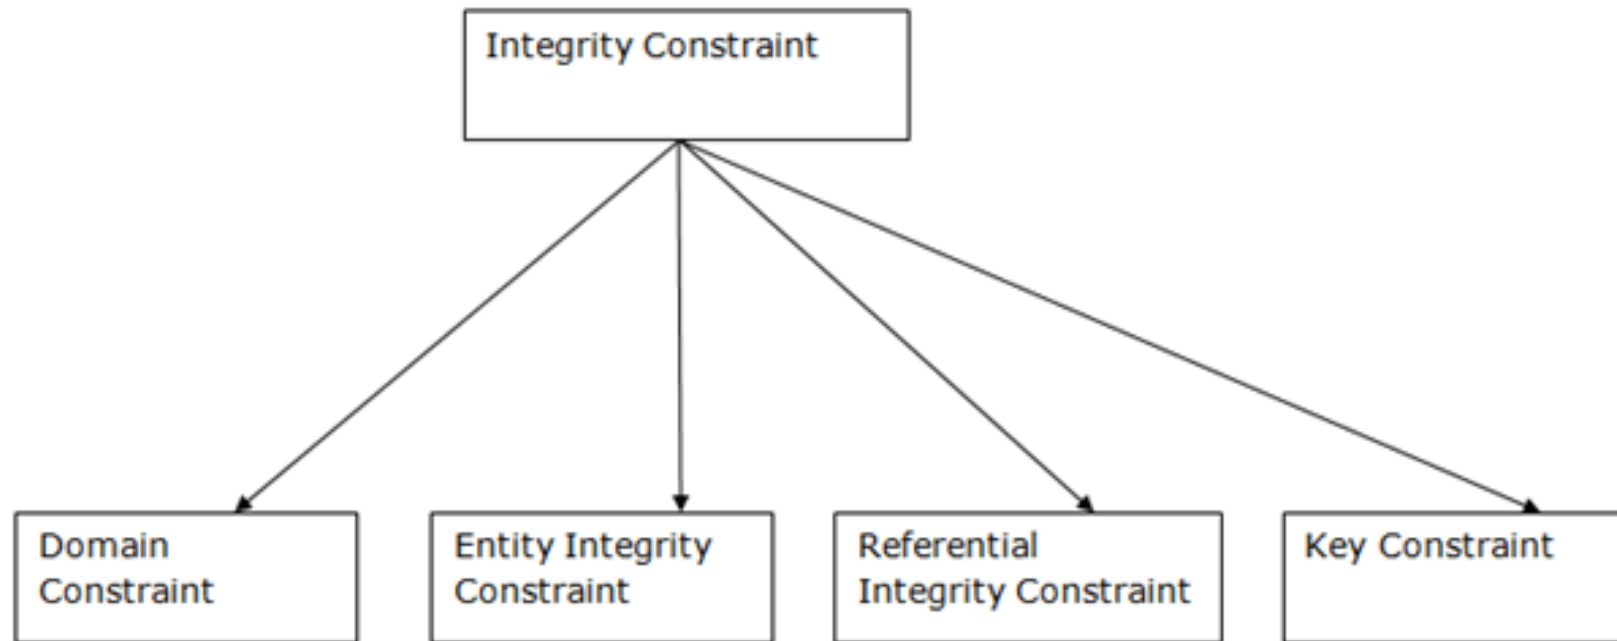 Integrity Constraint
Domain
Constraint
Entity Integrity
Constraint
Referential
Integrity Constraint
Key Constraint